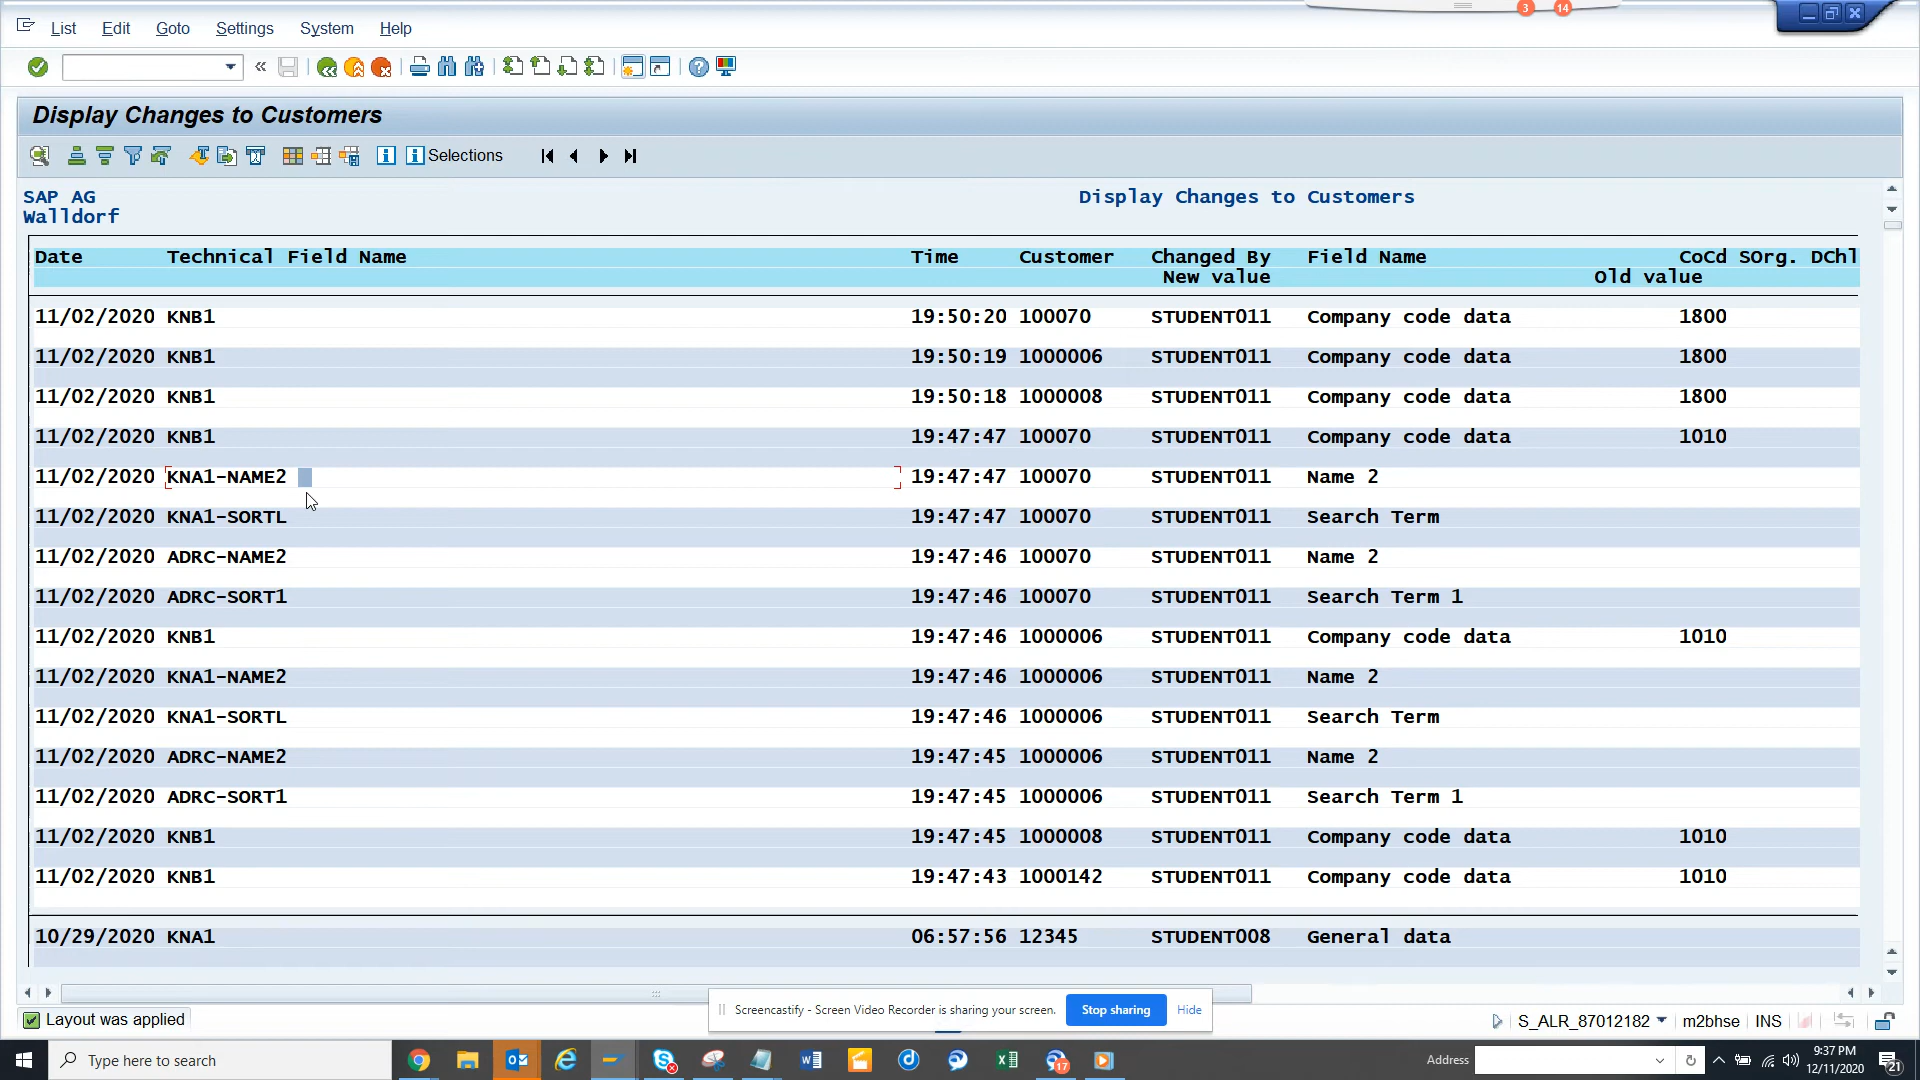 3 14
List Edit Goto Settings System Help
Display Changes to Customers
Selections
SAP AG Display Changes to Customers
Walldorf
Date Technical Field Name Time Customer Changed By Field Name CoCd SOrg. DChl
New value Old value
11/02/2020 KNB1 19:50:20 100070 STUDENT011 Company code data 1800
11/02/2020 KNB1 19:50:19 1000006 STUDENT011 Company code data 1800
11/02/2020 KNB1 19:50:18 1000008 STUDENT011 Company code data 1800
11/02/2020 KNB1 19:47:47 100070 STUDENT011 Company code data 1010
11/02/2020 KNA1-NAME2 19:47:47 100070 STUDENT011 Name 2
11/02/2020 KNA1-SORTL 19:47:47 100070 STUDENT011 Search Term
11/02/2020 ADRC-NAME2 19:47:46 100070 STUDENT011 Name 2
11/02/2020 ADRC-SORT1 19:47:46 100070 STUDENT011 Search Term 1
11/02/2020 KNB1 19:47:46 1000006 STUDENT011 Company code data 1010
11/02/2020 KNA1-NAME2 19:47:46 1000006 STUDENT011 Name 2
11/02/2020 KNA1-SORTL 19:47:46 1000006 STUDENT011 Search Term
11/02/2020 ADRC-NAME2 19:47:45 1000006 STUDENT011 Name 2
11/02/2020 ADRC-SORT1 19:47:45 1000006 STUDENT011 Search Term 1
11/02/2020 KNB1 19:47:45 1000008 STUDENT011 Company code data 1010
11/02/2020 KNB1 19:47:43 1000142 STUDENT011 Company code data 1010
10/29/2020 KNA1 06:57:56 12345 STUDENT008 General data
Screencastify - Screen Video Recorder is sharing your screen. Stop sharing Hide
Layout was applied S_ALR_87012182 m2bhse INS
Type here to search 17 Address 9:37 PM
12/11/2020 21